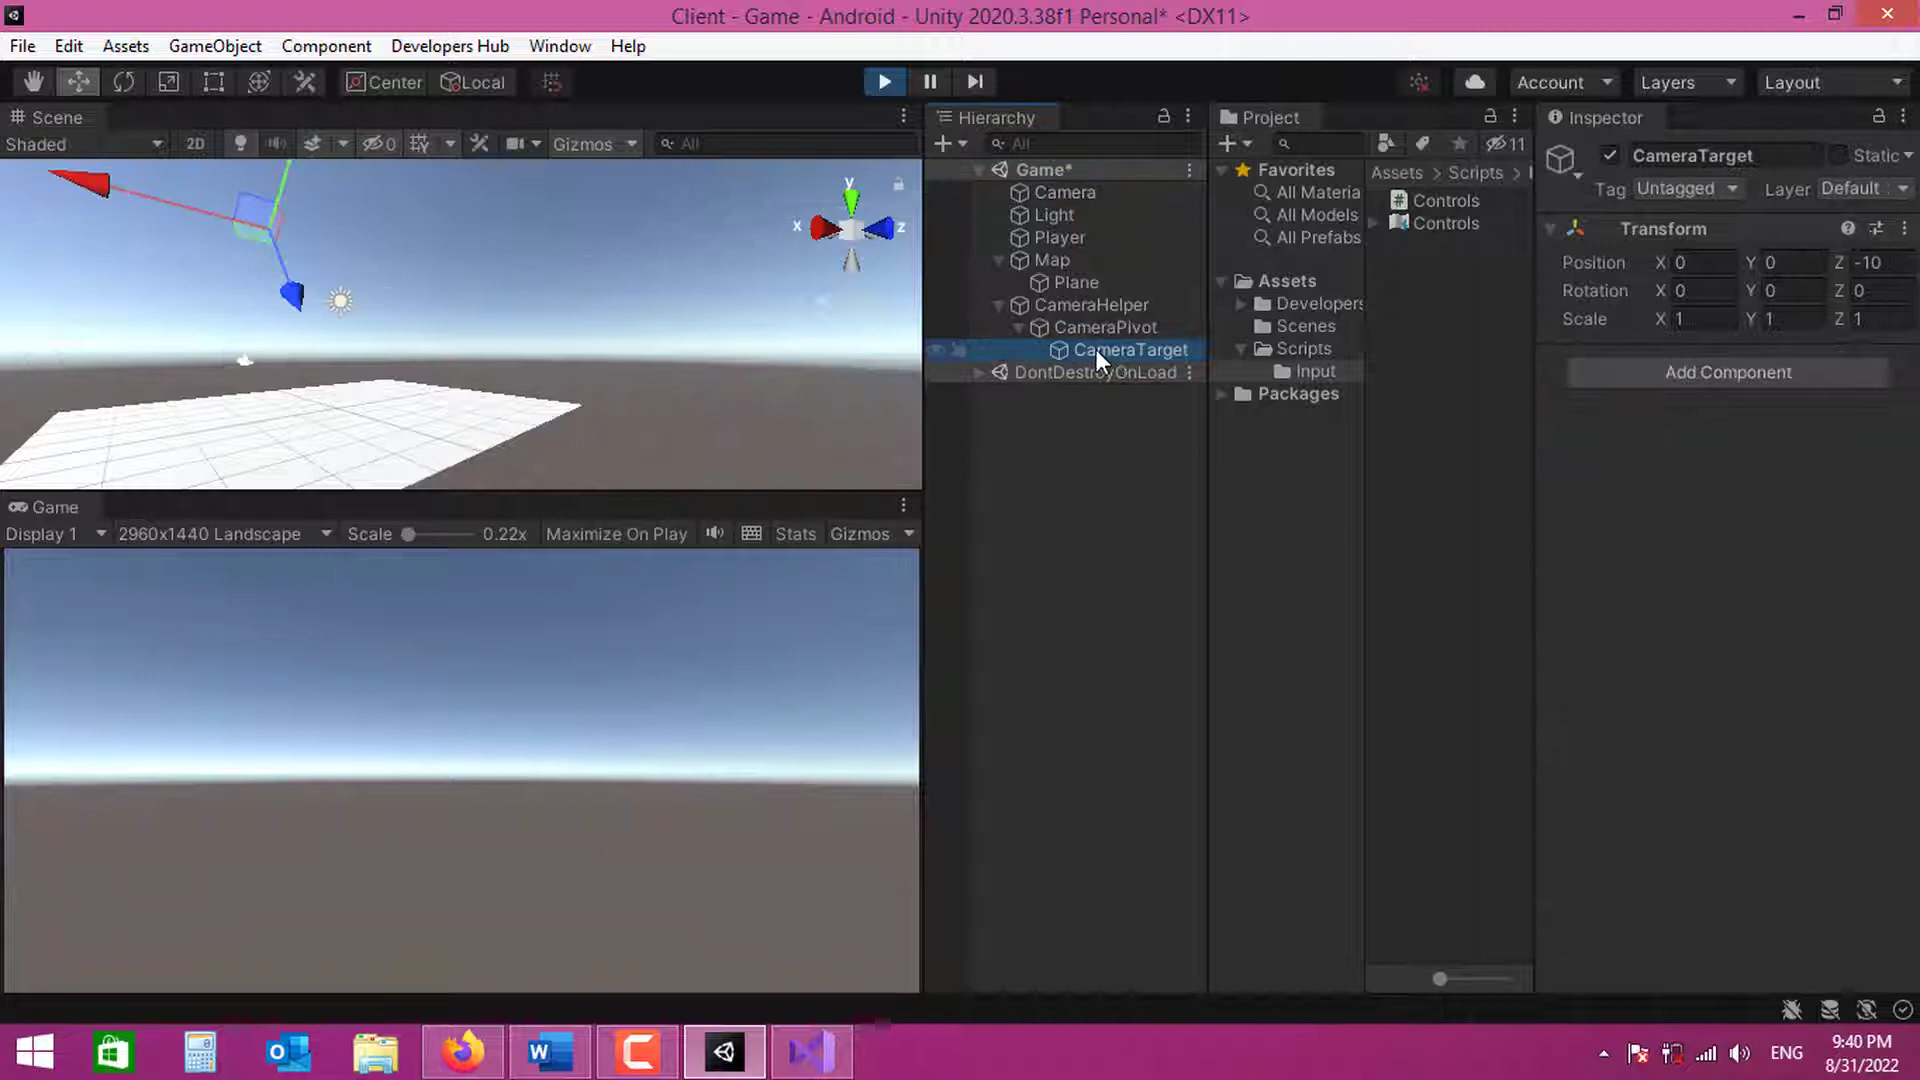 Client - Game - Android - Unity 2020.3.38f1 Personal* <DX11>
File Edit Assets GameObject Component Developers Hub Window Help
Center Local Account Layers Layout
Scene
Shaded 2D 0 Gizmos All
y
x z
Game
Display 1 2960x1440 Landscape Scale 0.22x Maximize On Play Stats Gizmos
Hierarchy
All
Game*
Camera
Light
Player
Map
Plane
CameraHelper
CameraPivot
CameraTarget
DontDestroyOnLoad
Project
11
Favorites
All Materia
All Models
All Prefabs
Assets
Developers
Scenes
Scripts
Input
Packages
Assets > Scripts >
Controls
Controls
Inspector
CameraTarget Static
Tag Untagged Layer Default
Transform
Position X 0 Y 0 Z -10
Rotation X 0 Y 0 Z 0
Scale X 1 Y 1 Z 1
Add Component
ENG
9:40 PM
8/31/2022